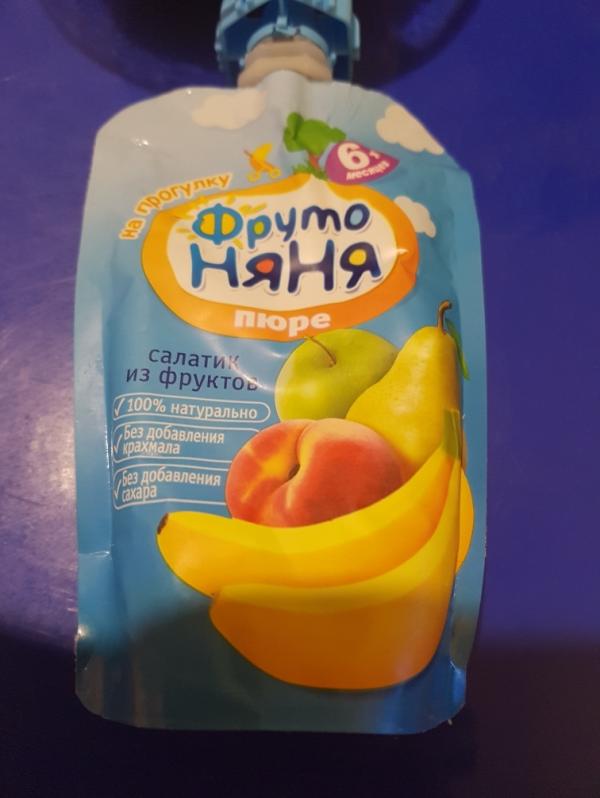 на прогулку
6+
месяцев
Фруто
НяНя
пюре
салатик
из фруктов
100% натурально
Без добавления
крахмала
Без добавления
сахара